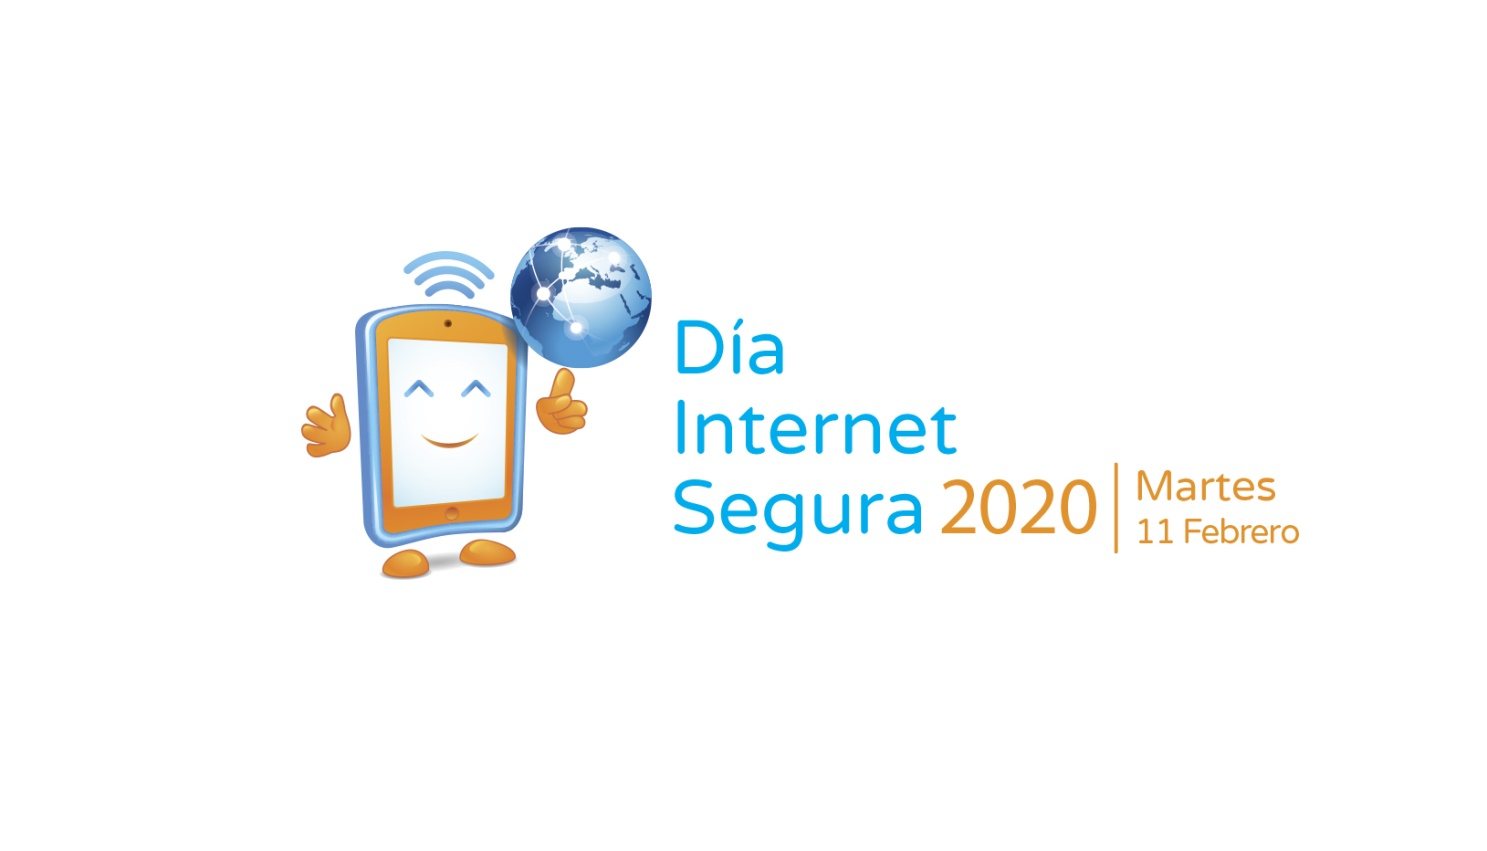 Día
Internet
Segura 2020
Martes
11 Febrero